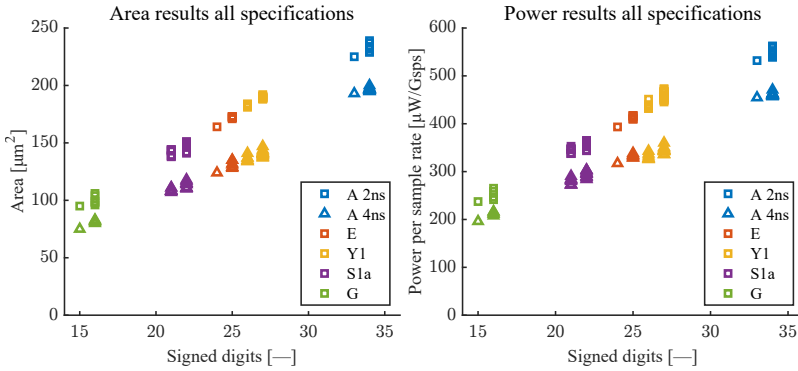 Area results all specifications
250
200
150
100
50
0
Area [μm²]
15
20
25
30
35
Signed digits [—]
A 2ns
A 4ns
E
Y1
S1a
G
Power results all specifications
600
500
400
300
200
100
0
Power per sample rate [μW/Gsps]
15
20
25
30
35
Signed digits [—]
A 2ns
A 4ns
E
Y1
S1a
G